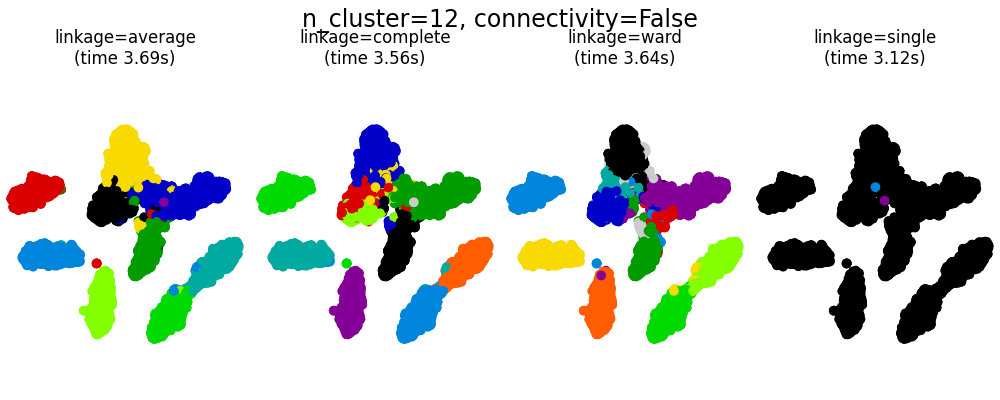 n_cluster=12, connectivity=False
linkage=average
(time 3.69s)
linkage=complete
(time 3.56s)
linkage=ward
(time 3.64s)
linkage=single
(time 3.12s)